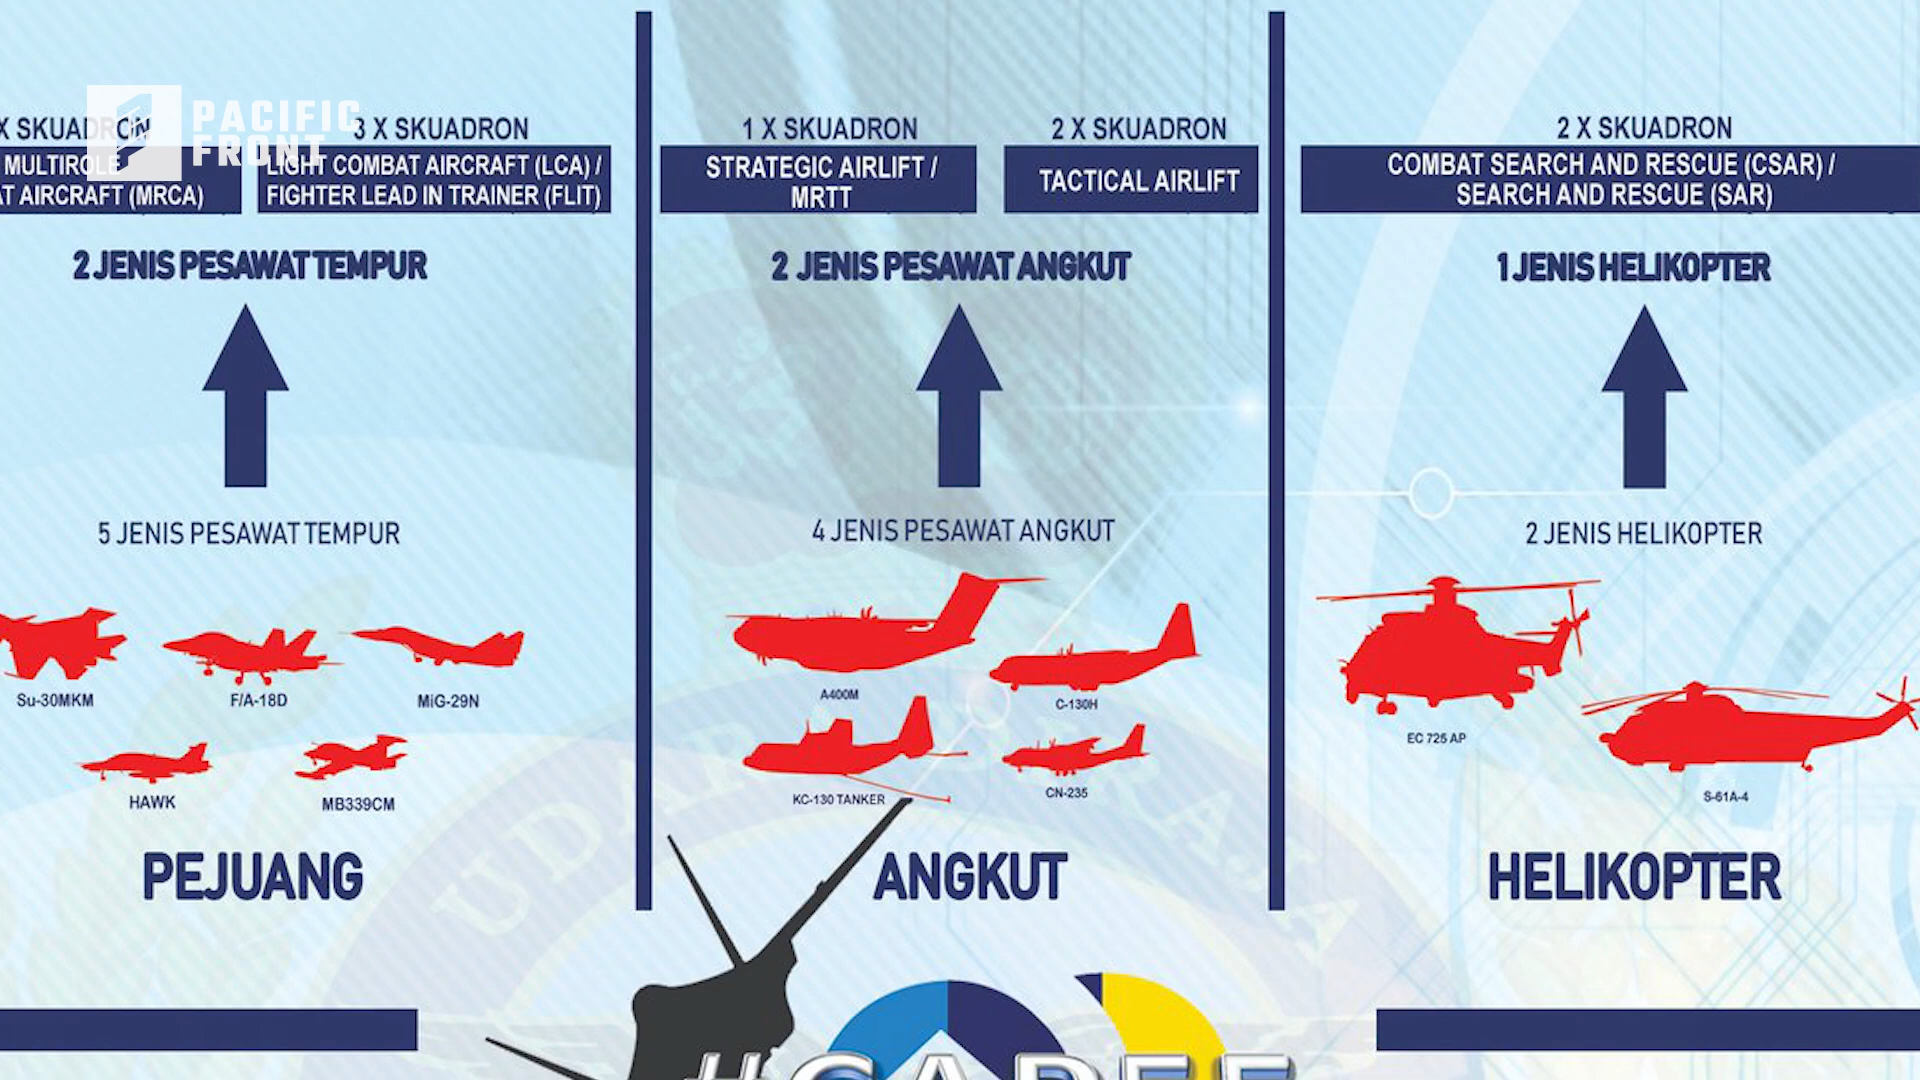 PACIFIC
FRONT
X SKUADRON
MULTIROLE
AT AIRCRAFT (MRCA)
3 X SKUADRON
LIGHT COMBAT AIRCRAFT (LCA) /
FIGHTER LEAD IN TRAINER (FLIT)
2 JENIS PESAWAT TEMPUR
5 JENIS PESAWAT TEMPUR
Su-30MKM
F/A-18D
MiG-29N
HAWK
MB339CM
PEJUANG
1 X SKUADRON
STRATEGIC AIRLIFT /
MRTT
2 X SKUADRON
TACTICAL AIRLIFT
2 JENIS PESAWAT ANGKUT
4 JENIS PESAWAT ANGKUT
A400M
C-130H
KC-130 TANKER
CN-235
ANGKUT
2 X SKUADRON
COMBAT SEARCH AND RESCUE (CSAR) /
SEARCH AND RESCUE (SAR)
1 JENIS HELIKOPTER
2 JENIS HELIKOPTER
EC 725 AP
S-61A-4
HELIKOPTER